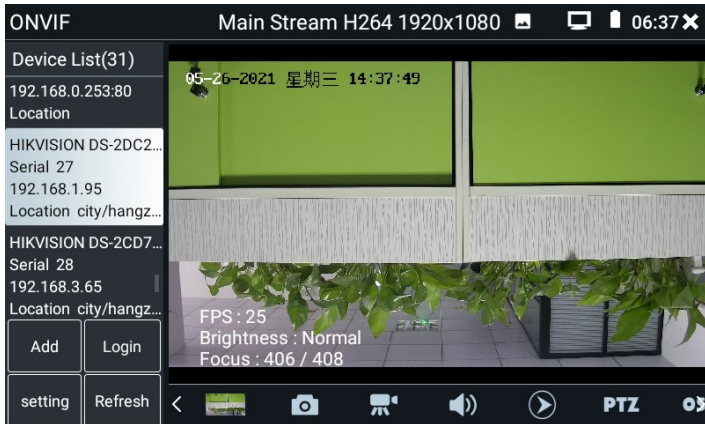 ONVIF
Main Stream H264 1920x1080
06:37
Device List(31)
192.168.0.253:80
Location
HIKVISION DS-2DC2...
Serial 27
192.168.1.95
Location city/hangz...
HIKVISION DS-2CD7...
Serial 28
192.168.3.65
Location city/hangz...
Add
Login
setting
Refresh
05-26-2021 星期三 14:37:49
FPS : 25
Brightness : Normal
Focus : 406 / 408
PTZ